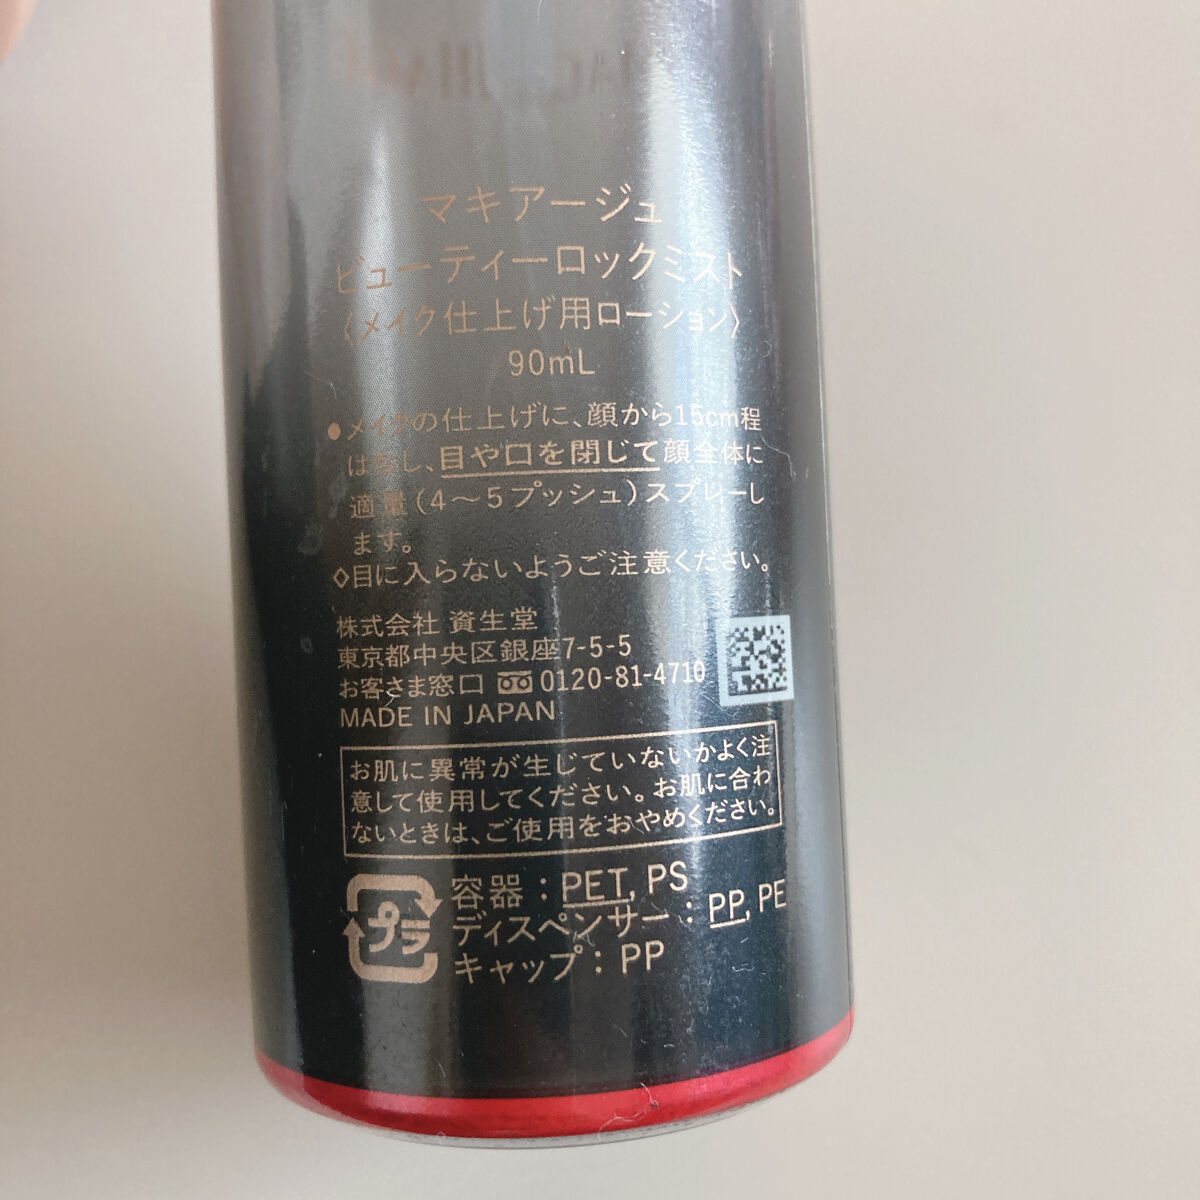 マキアージュ
ビューティーロックミスト
〈メイク仕上げ用ローション〉
90mL
●メイクの仕上げに、顔から15cm程
はなし、目や口を閉じて顔全体に
適量(4〜5プッシュ)スプレーし
ます。
◇目に入らないようご注意ください。
株式会社 資生堂
東京都中央区銀座7-5-5
お客さま窓口 0120-81-4710
MADE IN JAPAN
お肌に異常が生じていないかよく注
意して使用してください。お肌に合わ
ないときは、ご使用をおやめください。
プラ
容器:PET, PS
ディスペンサー:PP, PE
キャップ:PP